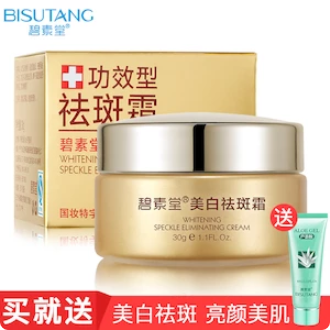 BISUTANG
碧素堂®
功效型
祛斑霜
碧素堂
WHITENING
SPECKLE E
国妆特字
碧素堂®美白祛斑霜
WHITENING
SPECKLE ELIMINATING CREAM
30g℮1.1FL.Oz.
送
ALOE GEL
买就送
美白祛斑 亮颜美肌